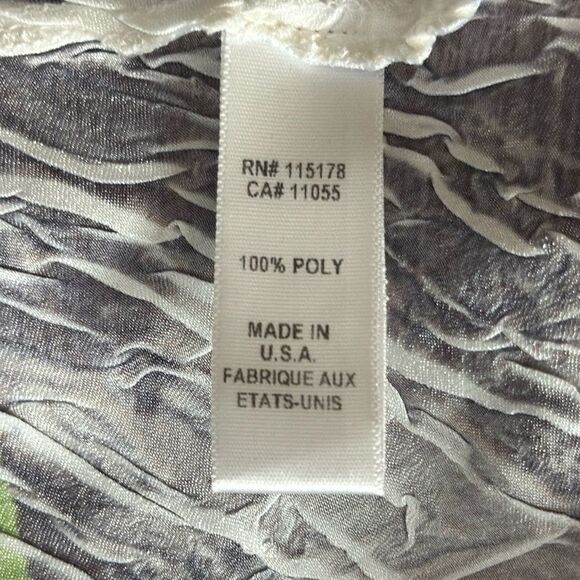 RN# 115178
CA# 11055
100% POLY
MADE IN
U.S.A.
FABRIQUE AUX
ETATS-UNIS